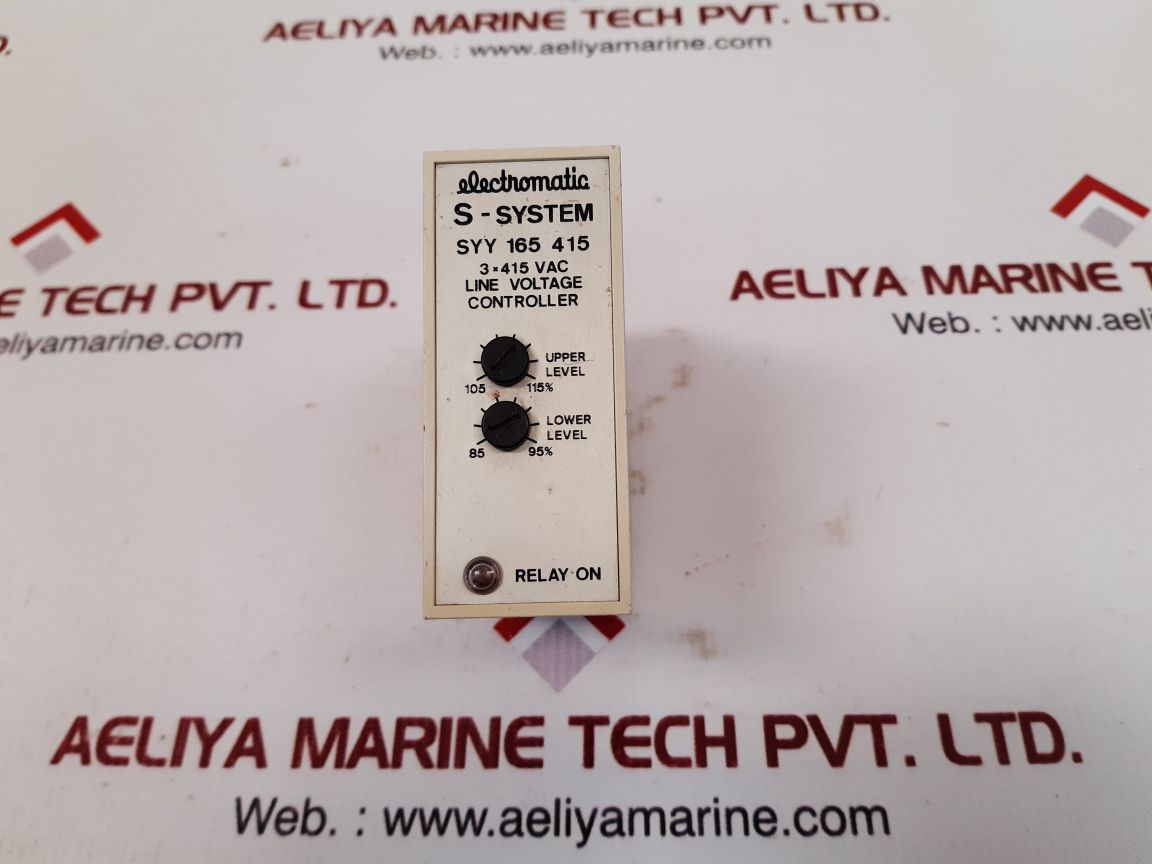 AELIYA MARINE TECH PVT. LTD.
Web. : www.aeliyamarine.com
electromatic
S - SYSTEM
SYY 165 415
3×415 VAC
LINE VOLTAGE
CONTROLLER
UPPER
LEVEL
105 115%
LOWER
LEVEL
85 95%
RELAY ON
TECH PVT. LTD.
AELIYA MARINE
Web. : www.aeli
AELIYA MARINE TECH PVT. LTD.
Web. : www.aeliyamarine.com